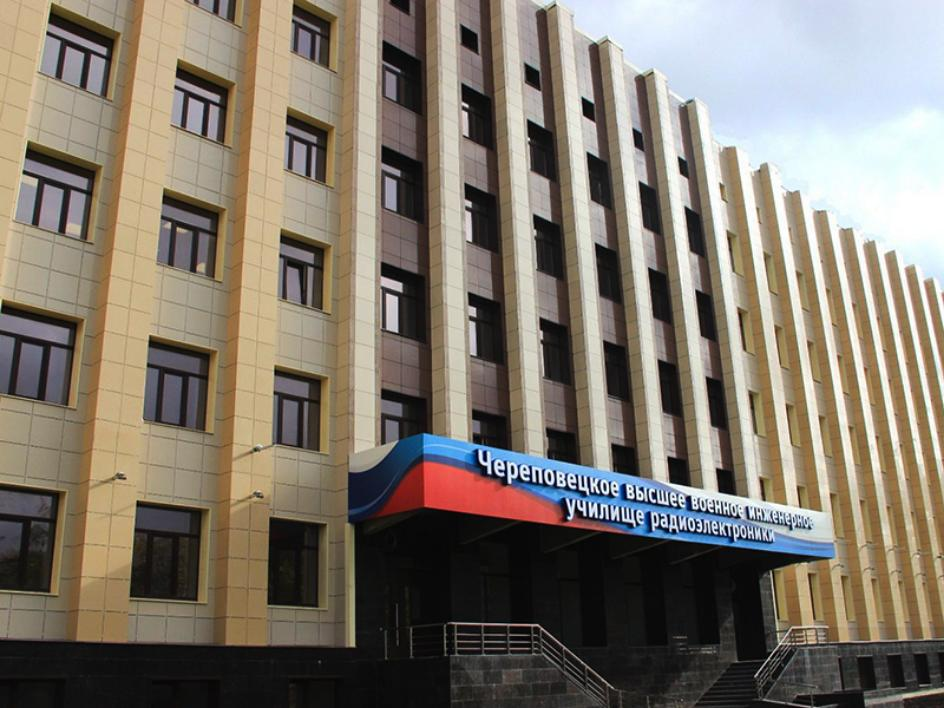 Череповецкое высшее военное инженерное
училище радиоэлектроники